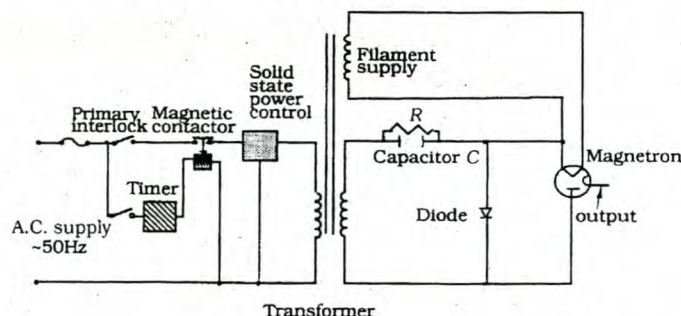 Filament
supply
Solid
state
power
control
Primary
interlock
Magnetic
contactor
R
Capacitor C
Magnetron
Timer
Diode
output
A.C. supply
~50Hz
Transformer